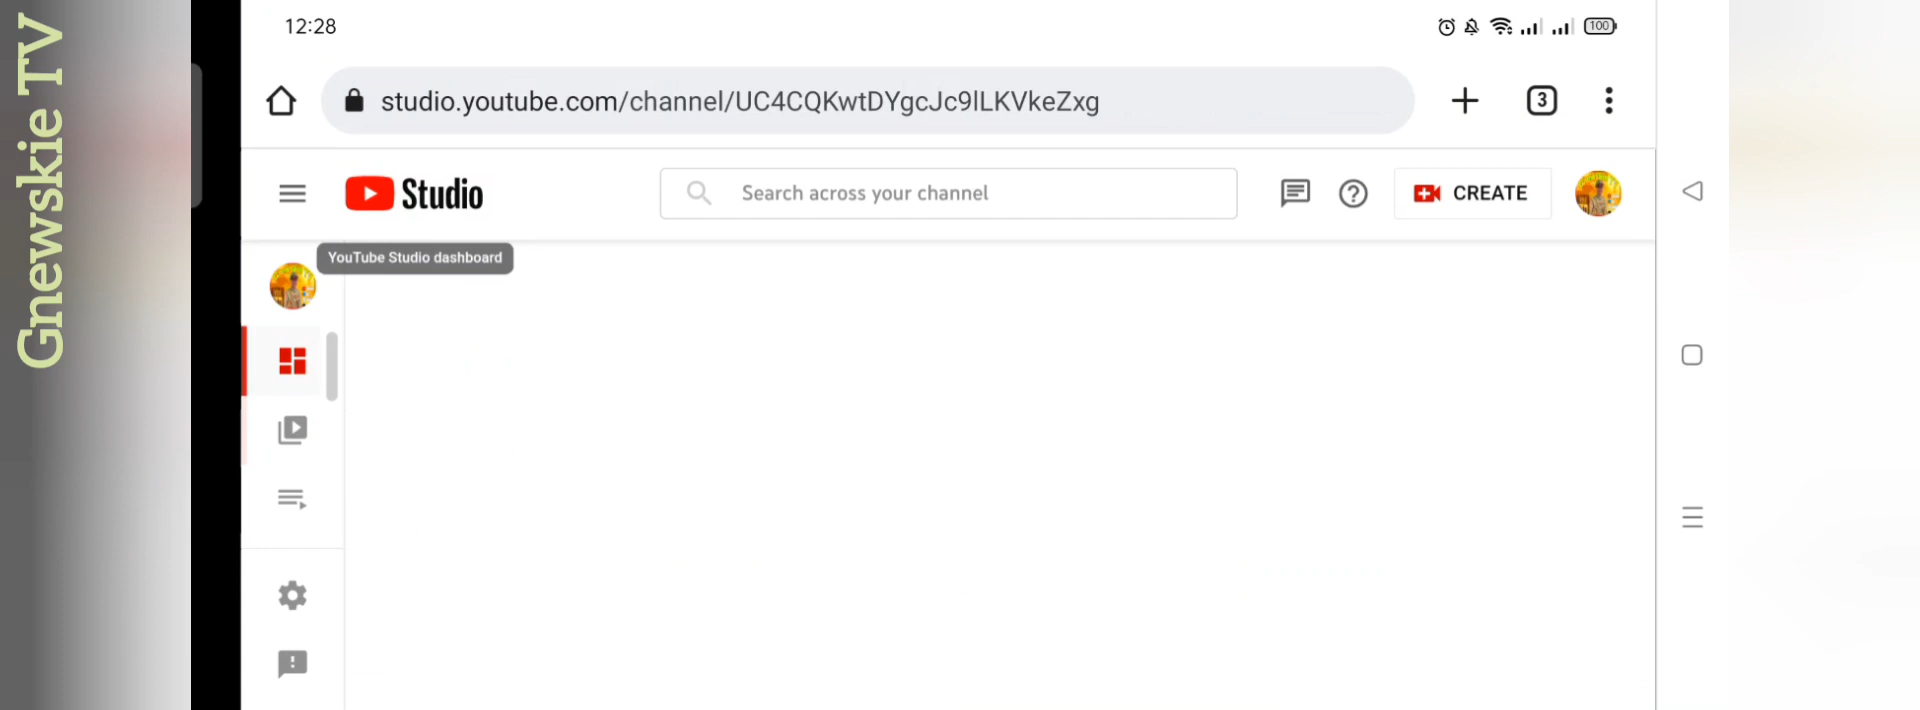 Gnewskie TV
12:28
100
studio.youtube.com/channel/UC4CQKwtDYgcJc9lLKVkeZxg
3
Studio
Search across your channel
CREATE
YouTube Studio dashboard